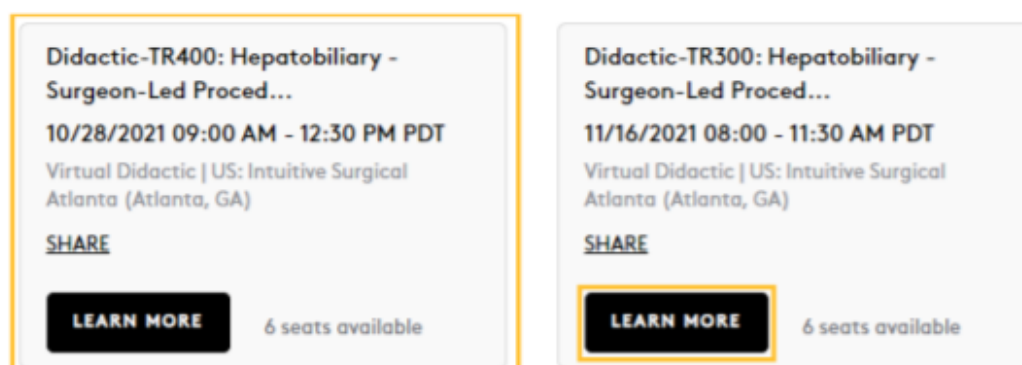 Didactic-TR400: Hepatobiliary -
Surgeon-Led Proced...
10/28/2021 09:00 AM - 12:30 PM PDT
Virtual Didactic | US: Intuitive Surgical
Atlanta (Atlanta, GA)
SHARE
LEARN MORE
6 seats available
Didactic-TR300: Hepatobiliary -
Surgeon-Led Proced...
11/16/2021 08:00 - 11:30 AM PDT
Virtual Didactic | US: Intuitive Surgical
Atlanta (Atlanta, GA)
SHARE
LEARN MORE
6 seats available